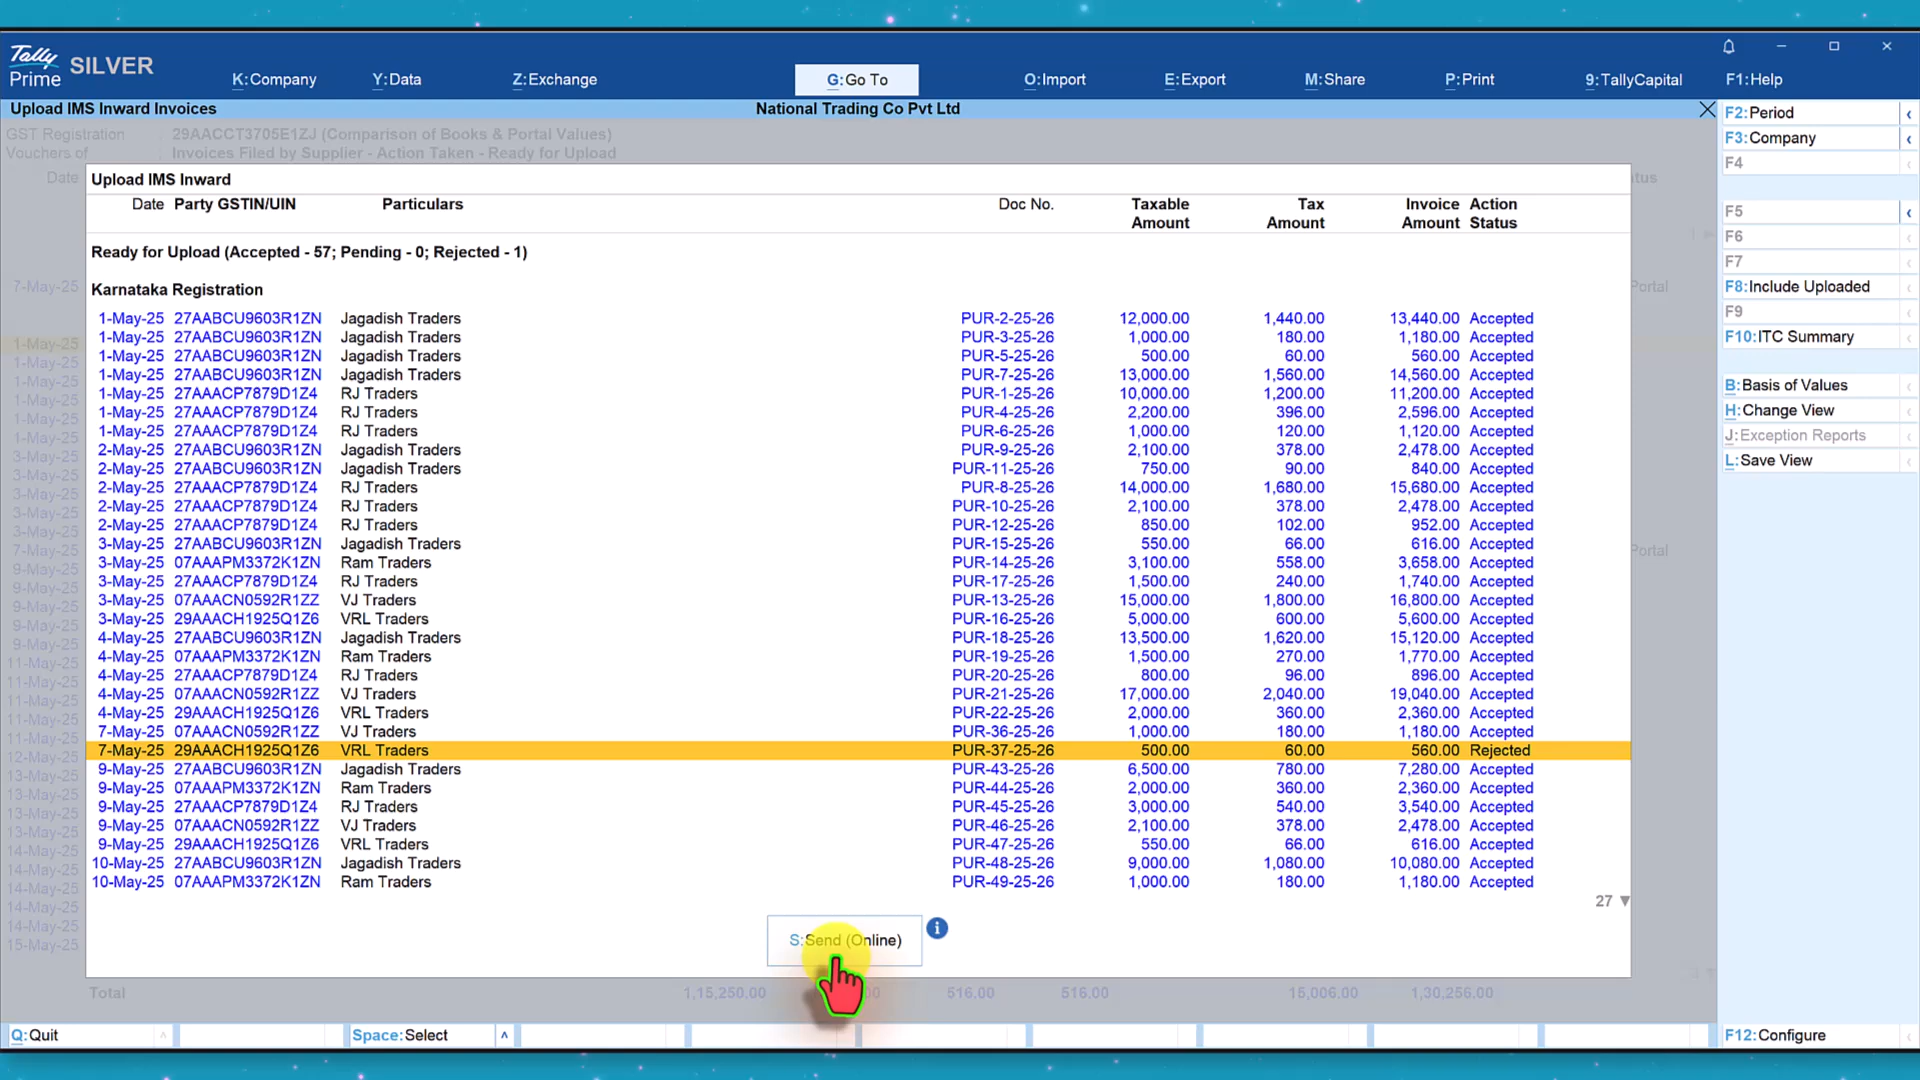 Tally Prime SILVER
K:Company Y:Data Z:Exchange G:Go To O:Import E:Export M:Share P:Print 9:TallyCapital F1:Help
Upload IMS Inward Invoices National Trading Co Pvt Ltd
GST Registration 29AACCT3705E1ZJ (Comparison of Books & Portal Values)
Vouchers of : Invoices Filed by Supplier - Action Taken - Ready for Upload
Date
Upload IMS Inward
Date Party GSTIN/UIN Particulars Doc No. Taxable Amount Tax Amount Invoice Amount Action Status
Ready for Upload (Accepted - 57; Pending - 0; Rejected - 1)
Karnataka Registration
1-May-25 27AABCU9603R1ZN Jagadish Traders PUR-2-25-26 12,000.00 1,440.00 13,440.00 Accepted
1-May-25 27AABCU9603R1ZN Jagadish Traders PUR-3-25-26 1,000.00 180.00 1,180.00 Accepted
1-May-25 27AABCU9603R1ZN Jagadish Traders PUR-5-25-26 500.00 60.00 560.00 Accepted
1-May-25 27AABCU9603R1ZN Jagadish Traders PUR-7-25-26 13,000.00 1,560.00 14,560.00 Accepted
1-May-25 27AAACP7879D1Z4 RJ Traders PUR-1-25-26 10,000.00 1,200.00 11,200.00 Accepted
1-May-25 27AAACP7879D1Z4 RJ Traders PUR-4-25-26 2,200.00 396.00 2,596.00 Accepted
1-May-25 27AAACP7879D1Z4 RJ Traders PUR-6-25-26 1,000.00 120.00 1,120.00 Accepted
2-May-25 27AABCU9603R1ZN Jagadish Traders PUR-9-25-26 2,100.00 378.00 2,478.00 Accepted
2-May-25 27AABCU9603R1ZN Jagadish Traders PUR-11-25-26 750.00 90.00 840.00 Accepted
2-May-25 27AAACP7879D1Z4 RJ Traders PUR-8-25-26 14,000.00 1,680.00 15,680.00 Accepted
2-May-25 27AAACP7879D1Z4 RJ Traders PUR-10-25-26 2,100.00 378.00 2,478.00 Accepted
2-May-25 27AAACP7879D1Z4 RJ Traders PUR-12-25-26 850.00 102.00 952.00 Accepted
3-May-25 27AABCU9603R1ZN Jagadish Traders PUR-15-25-26 550.00 66.00 616.00 Accepted
3-May-25 07AAAPM3372K1ZN Ram Traders PUR-14-25-26 3,100.00 558.00 3,658.00 Accepted
3-May-25 27AAACP7879D1Z4 RJ Traders PUR-17-25-26 1,500.00 240.00 1,740.00 Accepted
3-May-25 07AAACN0592R1ZZ VJ Traders PUR-13-25-26 15,000.00 1,800.00 16,800.00 Accepted
3-May-25 29AAACH1925Q1Z6 VRL Traders PUR-16-25-26 5,000.00 600.00 5,600.00 Accepted
4-May-25 27AABCU9603R1ZN Jagadish Traders PUR-18-25-26 13,500.00 1,620.00 15,120.00 Accepted
4-May-25 07AAAPM3372K1ZN Ram Traders PUR-19-25-26 1,500.00 270.00 1,770.00 Accepted
4-May-25 27AAACP7879D1Z4 RJ Traders PUR-20-25-26 800.00 96.00 896.00 Accepted
4-May-25 07AAACN0592R1ZZ VJ Traders PUR-21-25-26 17,000.00 2,040.00 19,040.00 Accepted
4-May-25 29AAACH1925Q1Z6 VRL Traders PUR-22-25-26 2,000.00 360.00 2,360.00 Accepted
7-May-25 07AAACN0592R1ZZ VJ Traders PUR-36-25-26 1,000.00 180.00 1,180.00 Accepted
7-May-25 29AAACH1925Q1Z6 VRL Traders PUR-37-25-26 500.00 60.00 560.00 Rejected
9-May-25 27AABCU9603R1ZN Jagadish Traders PUR-43-25-26 6,500.00 780.00 7,280.00 Accepted
9-May-25 07AAAPM3372K1ZN Ram Traders PUR-44-25-26 2,000.00 360.00 2,360.00 Accepted
9-May-25 27AAACP7879D1Z4 RJ Traders PUR-45-25-26 3,000.00 540.00 3,540.00 Accepted
9-May-25 07AAACN0592R1ZZ VJ Traders PUR-46-25-26 2,100.00 378.00 2,478.00 Accepted
9-May-25 29AAACH1925Q1Z6 VRL Traders PUR-47-25-26 550.00 66.00 616.00 Accepted
10-May-25 27AABCU9603R1ZN Jagadish Traders PUR-48-25-26 9,000.00 1,080.00 10,080.00 Accepted
10-May-25 07AAAPM3372K1ZN Ram Traders PUR-49-25-26 1,000.00 180.00 1,180.00 Accepted
27 ▼
S:Send (Online)
Total 1,15,250.00 516.00 516.00 15,006.00 1,30,256.00
Q:Quit Space:Select F12:Configure
F2:Period
F3:Company
F4
F5
F6
F7
F8:Include Uploaded
F9
F10:ITC Summary
B:Basis of Values
H:Change View
J:Exception Reports
L:Save View